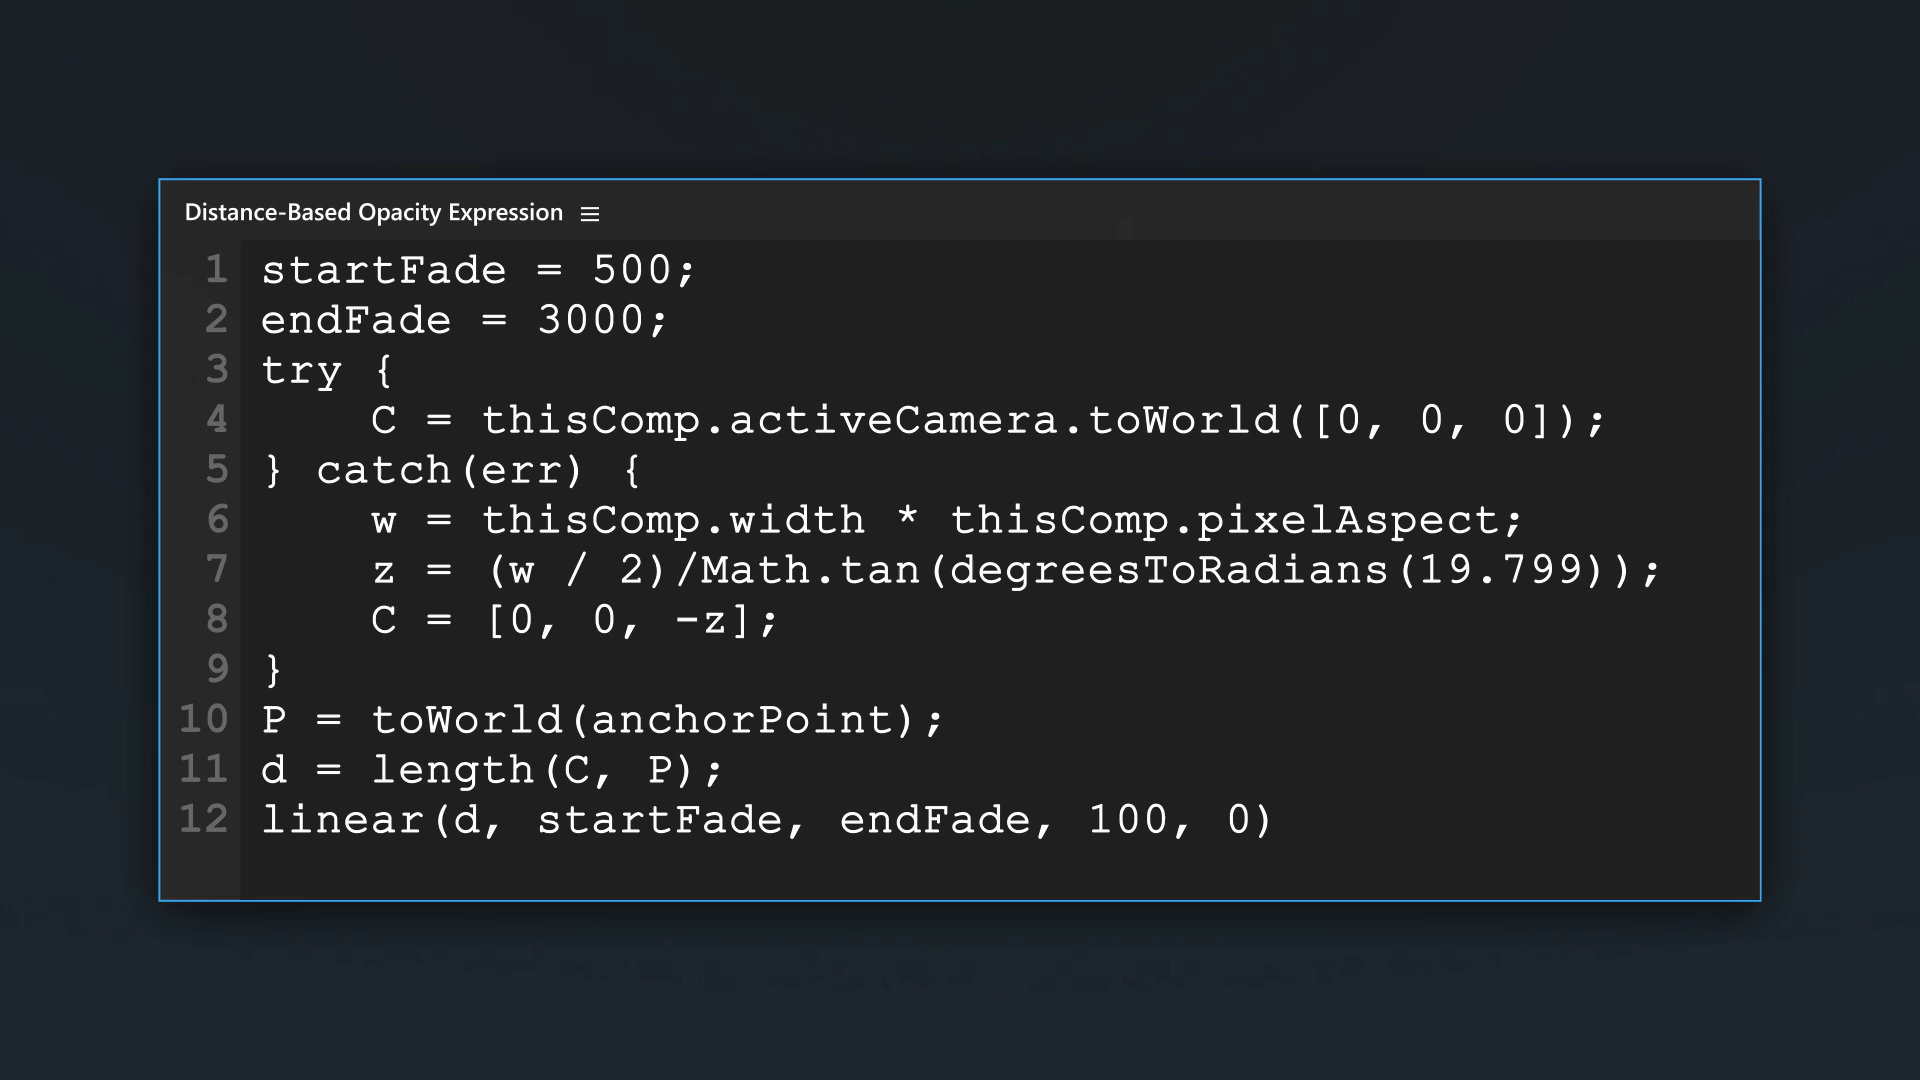 Distance-Based Opacity Expression
1 startFade = 500;
2 endFade = 3000;
3 try {
4     C = thisComp.activeCamera.toWorld([0, 0, 0]);
5 } catch(err) {
6     w = thisComp.width * thisComp.pixelAspect;
7     z = (w / 2)/Math.tan(degreesToRadians(19.799));
8     C = [0, 0, -z];
9 }
10 P = toWorld(anchorPoint);
11 d = length(C, P);
12 linear(d, startFade, endFade, 100, 0)